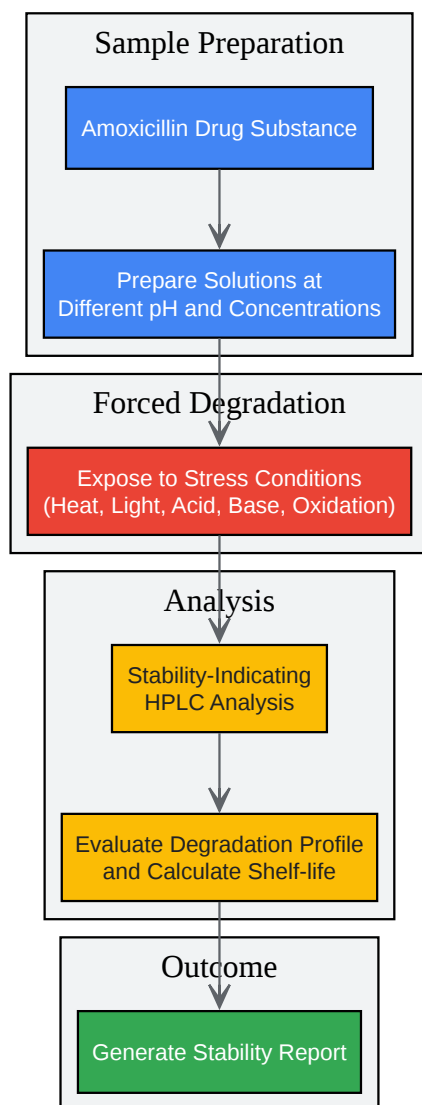 Sample Preparation
Amoxicillin Drug Substance
Prepare Solutions at
Different pH and Concentrations
Forced Degradation
Expose to Stress Conditions
(Heat, Light, Acid, Base, Oxidation)
Analysis
Stability-Indicating
HPLC Analysis
Evaluate Degradation Profile
and Calculate Shelf-life
Outcome
Generate Stability Report